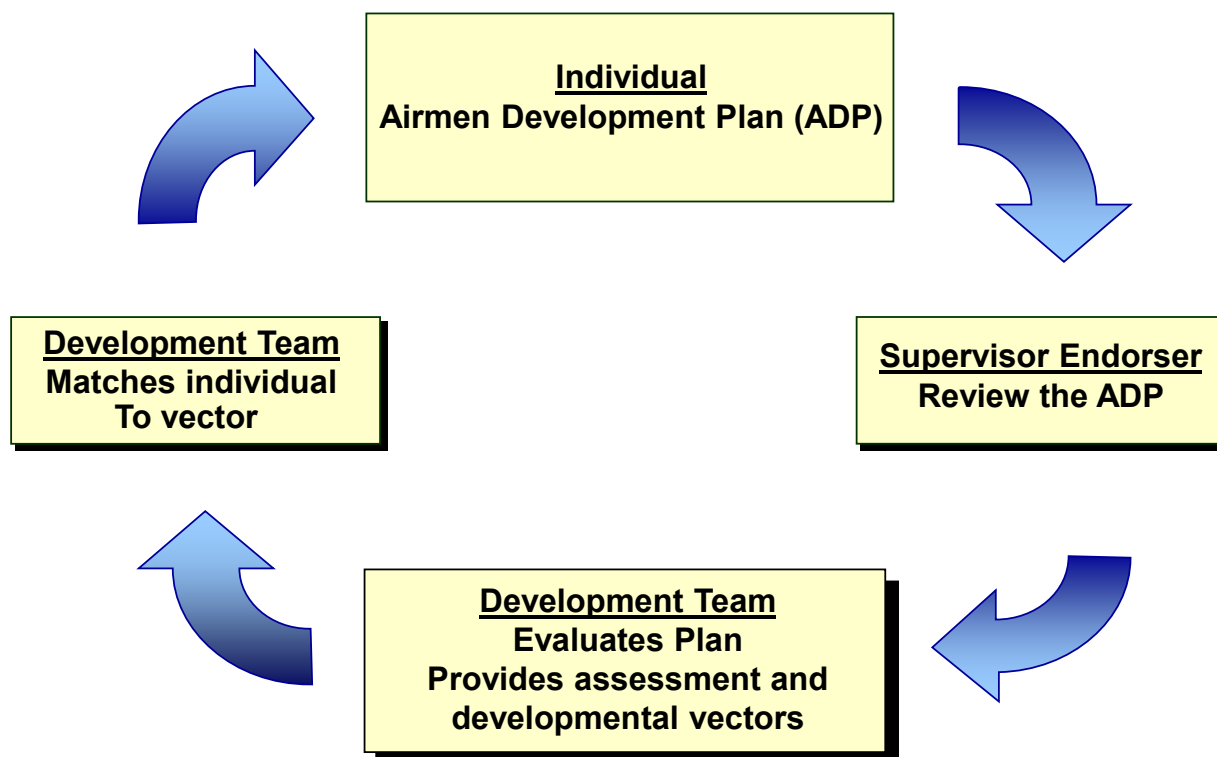 Individual
Airmen Development Plan (ADP)
Supervisor Endorser
Review the ADP
Development Team
Evaluates Plan
Provides assessment and
developmental vectors
Development Team
Matches individual
To vector